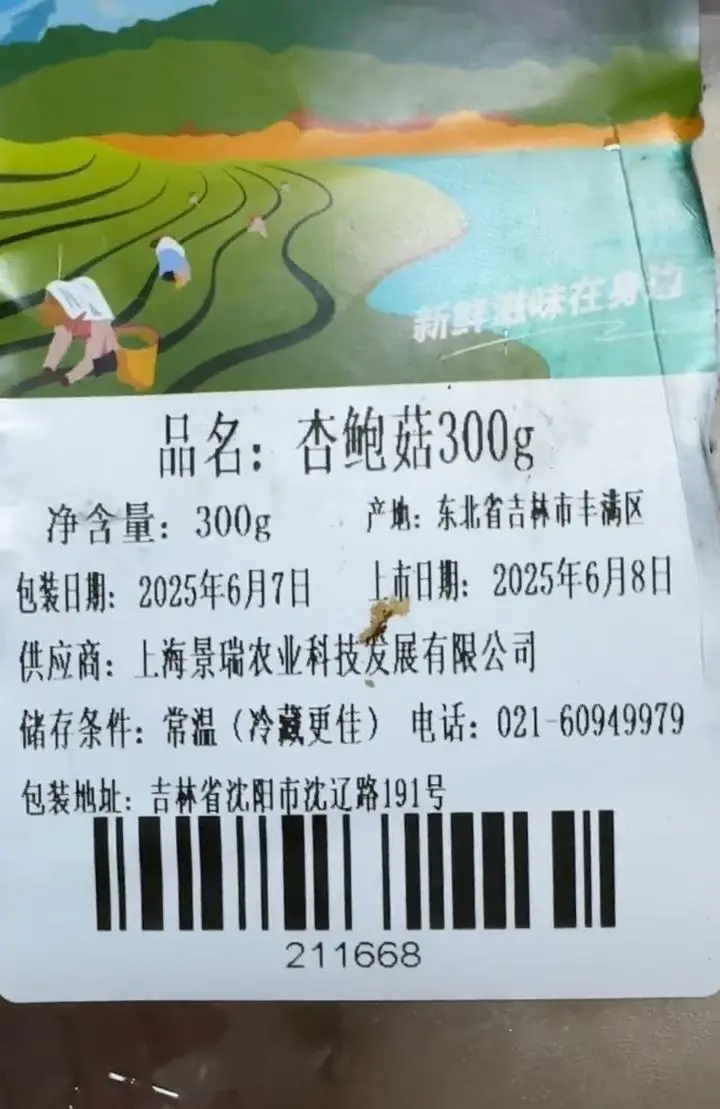 新鲜滋味在身边
品名：杏鲍菇300g
净含量：300g 产地：东北省吉林市丰满区
包装日期：2025年6月7日 上市日期：2025年6月8日
供应商：上海景瑞农业科技发展有限公司
储存条件：常温（冷藏更佳） 电话：021-60949979
包装地址：吉林省沈阳市沈辽路191号
211668